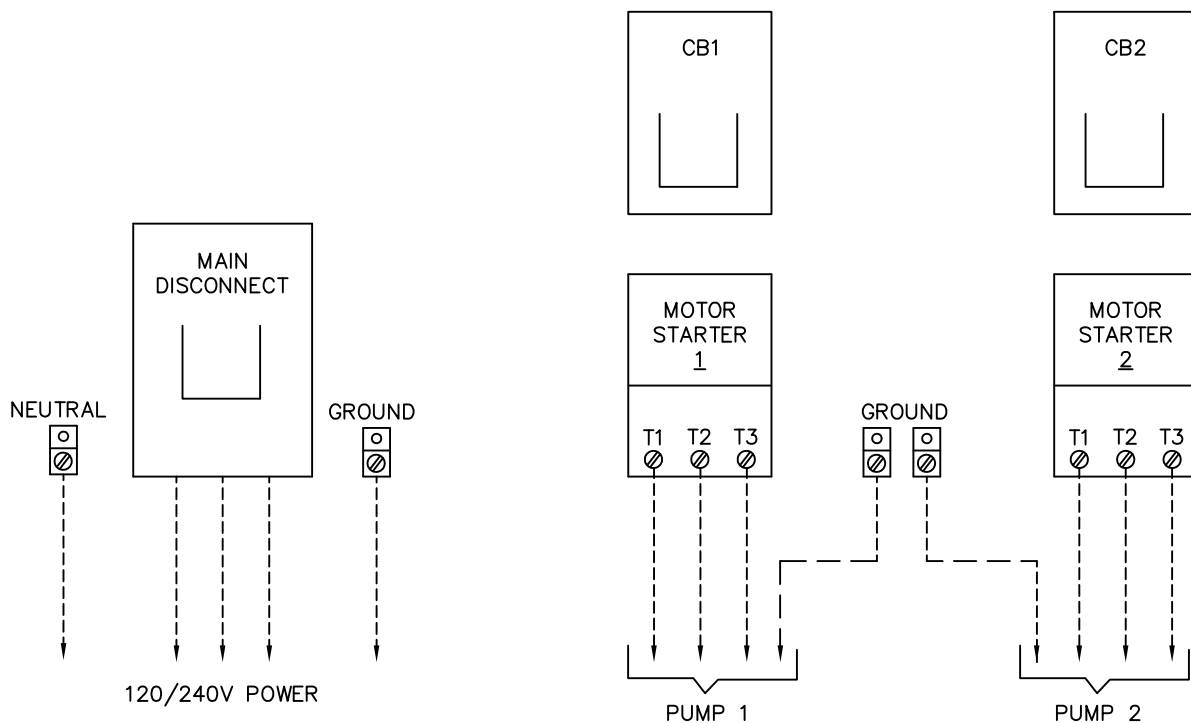 CB1
CB2
MAIN
DISCONNECT
MOTOR
STARTER
1
MOTOR
STARTER
2
NEUTRAL
GROUND
GROUND
T1 T2 T3
T1 T2 T3
120/240V POWER
PUMP 1
PUMP 2